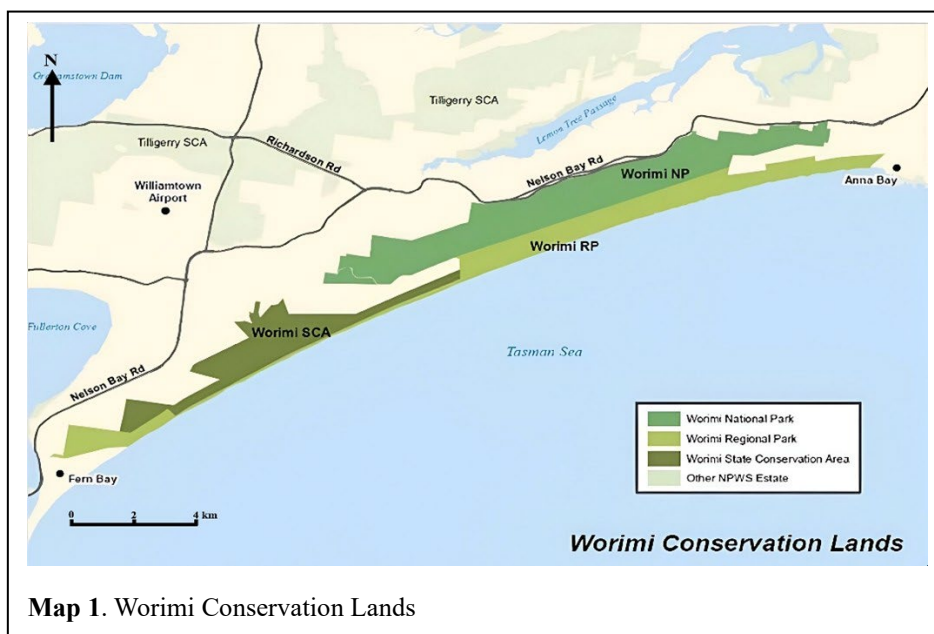 N
Grahamstown Dam
Tilligerry SCA
Tilligerry SCA
Richardson Rd
Lemon Tree Passage
Williamtown
Airport
Nelson Bay Rd
Worimi NP
Anna Bay
Worimi RP
Fullerton Cove
Worimi SCA
Tasman Sea
Nelson Bay Rd
Fern Bay
Worimi National Park
Worimi Regional Park
Worimi State Conservation Area
Other NPWS Estate
0 2 4 km
Worimi Conservation Lands
Map 1. Worimi Conservation Lands